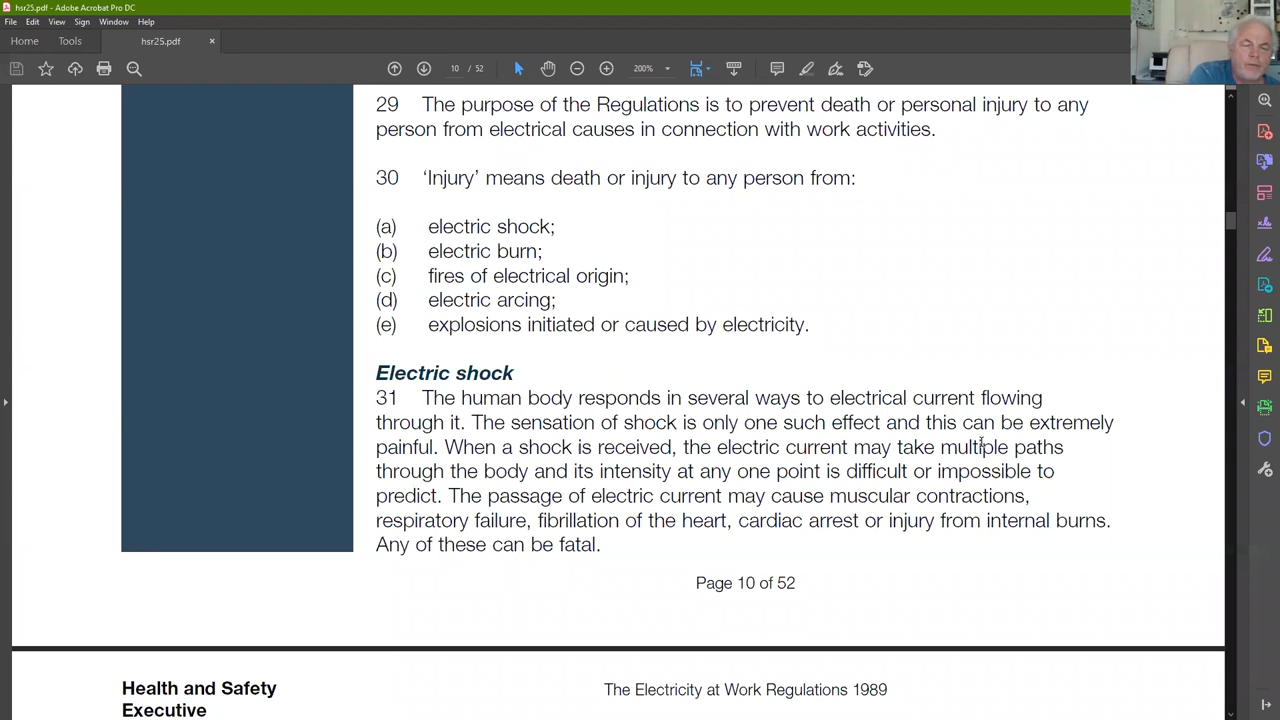 hsr25.pdf - Adobe Acrobat Pro DC
File Edit View Sign Window Help
Home Tools hsr25.pdf ×
10 / 52 200%
29 The purpose of the Regulations is to prevent death or personal injury to any
person from electrical causes in connection with work activities.
30 ‘Injury’ means death or injury to any person from:
(a) electric shock;
(b) electric burn;
(c) fires of electrical origin;
(d) electric arcing;
(e) explosions initiated or caused by electricity.
Electric shock
31 The human body responds in several ways to electrical current flowing
through it. The sensation of shock is only one such effect and this can be extremely
painful. When a shock is received, the electric current may take multiple paths
through the body and its intensity at any one point is difficult or impossible to
predict. The passage of electric current may cause muscular contractions,
respiratory failure, fibrillation of the heart, cardiac arrest or injury from internal burns.
Any of these can be fatal.
Page 10 of 52
Health and Safety
Executive
The Electricity at Work Regulations 1989